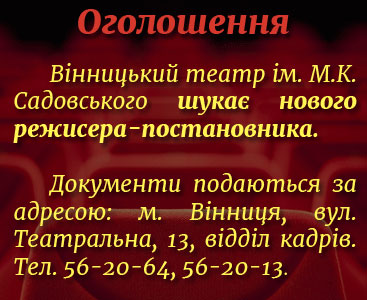 Оголошення
Вінницький театр ім. М.К.
Садовського шукає нового
режисера-постановника.
Документи подаються за
адресою: м. Вінниця, вул.
Театральна, 13, відділ кадрів.
Тел. 56-20-64, 56-20-13.